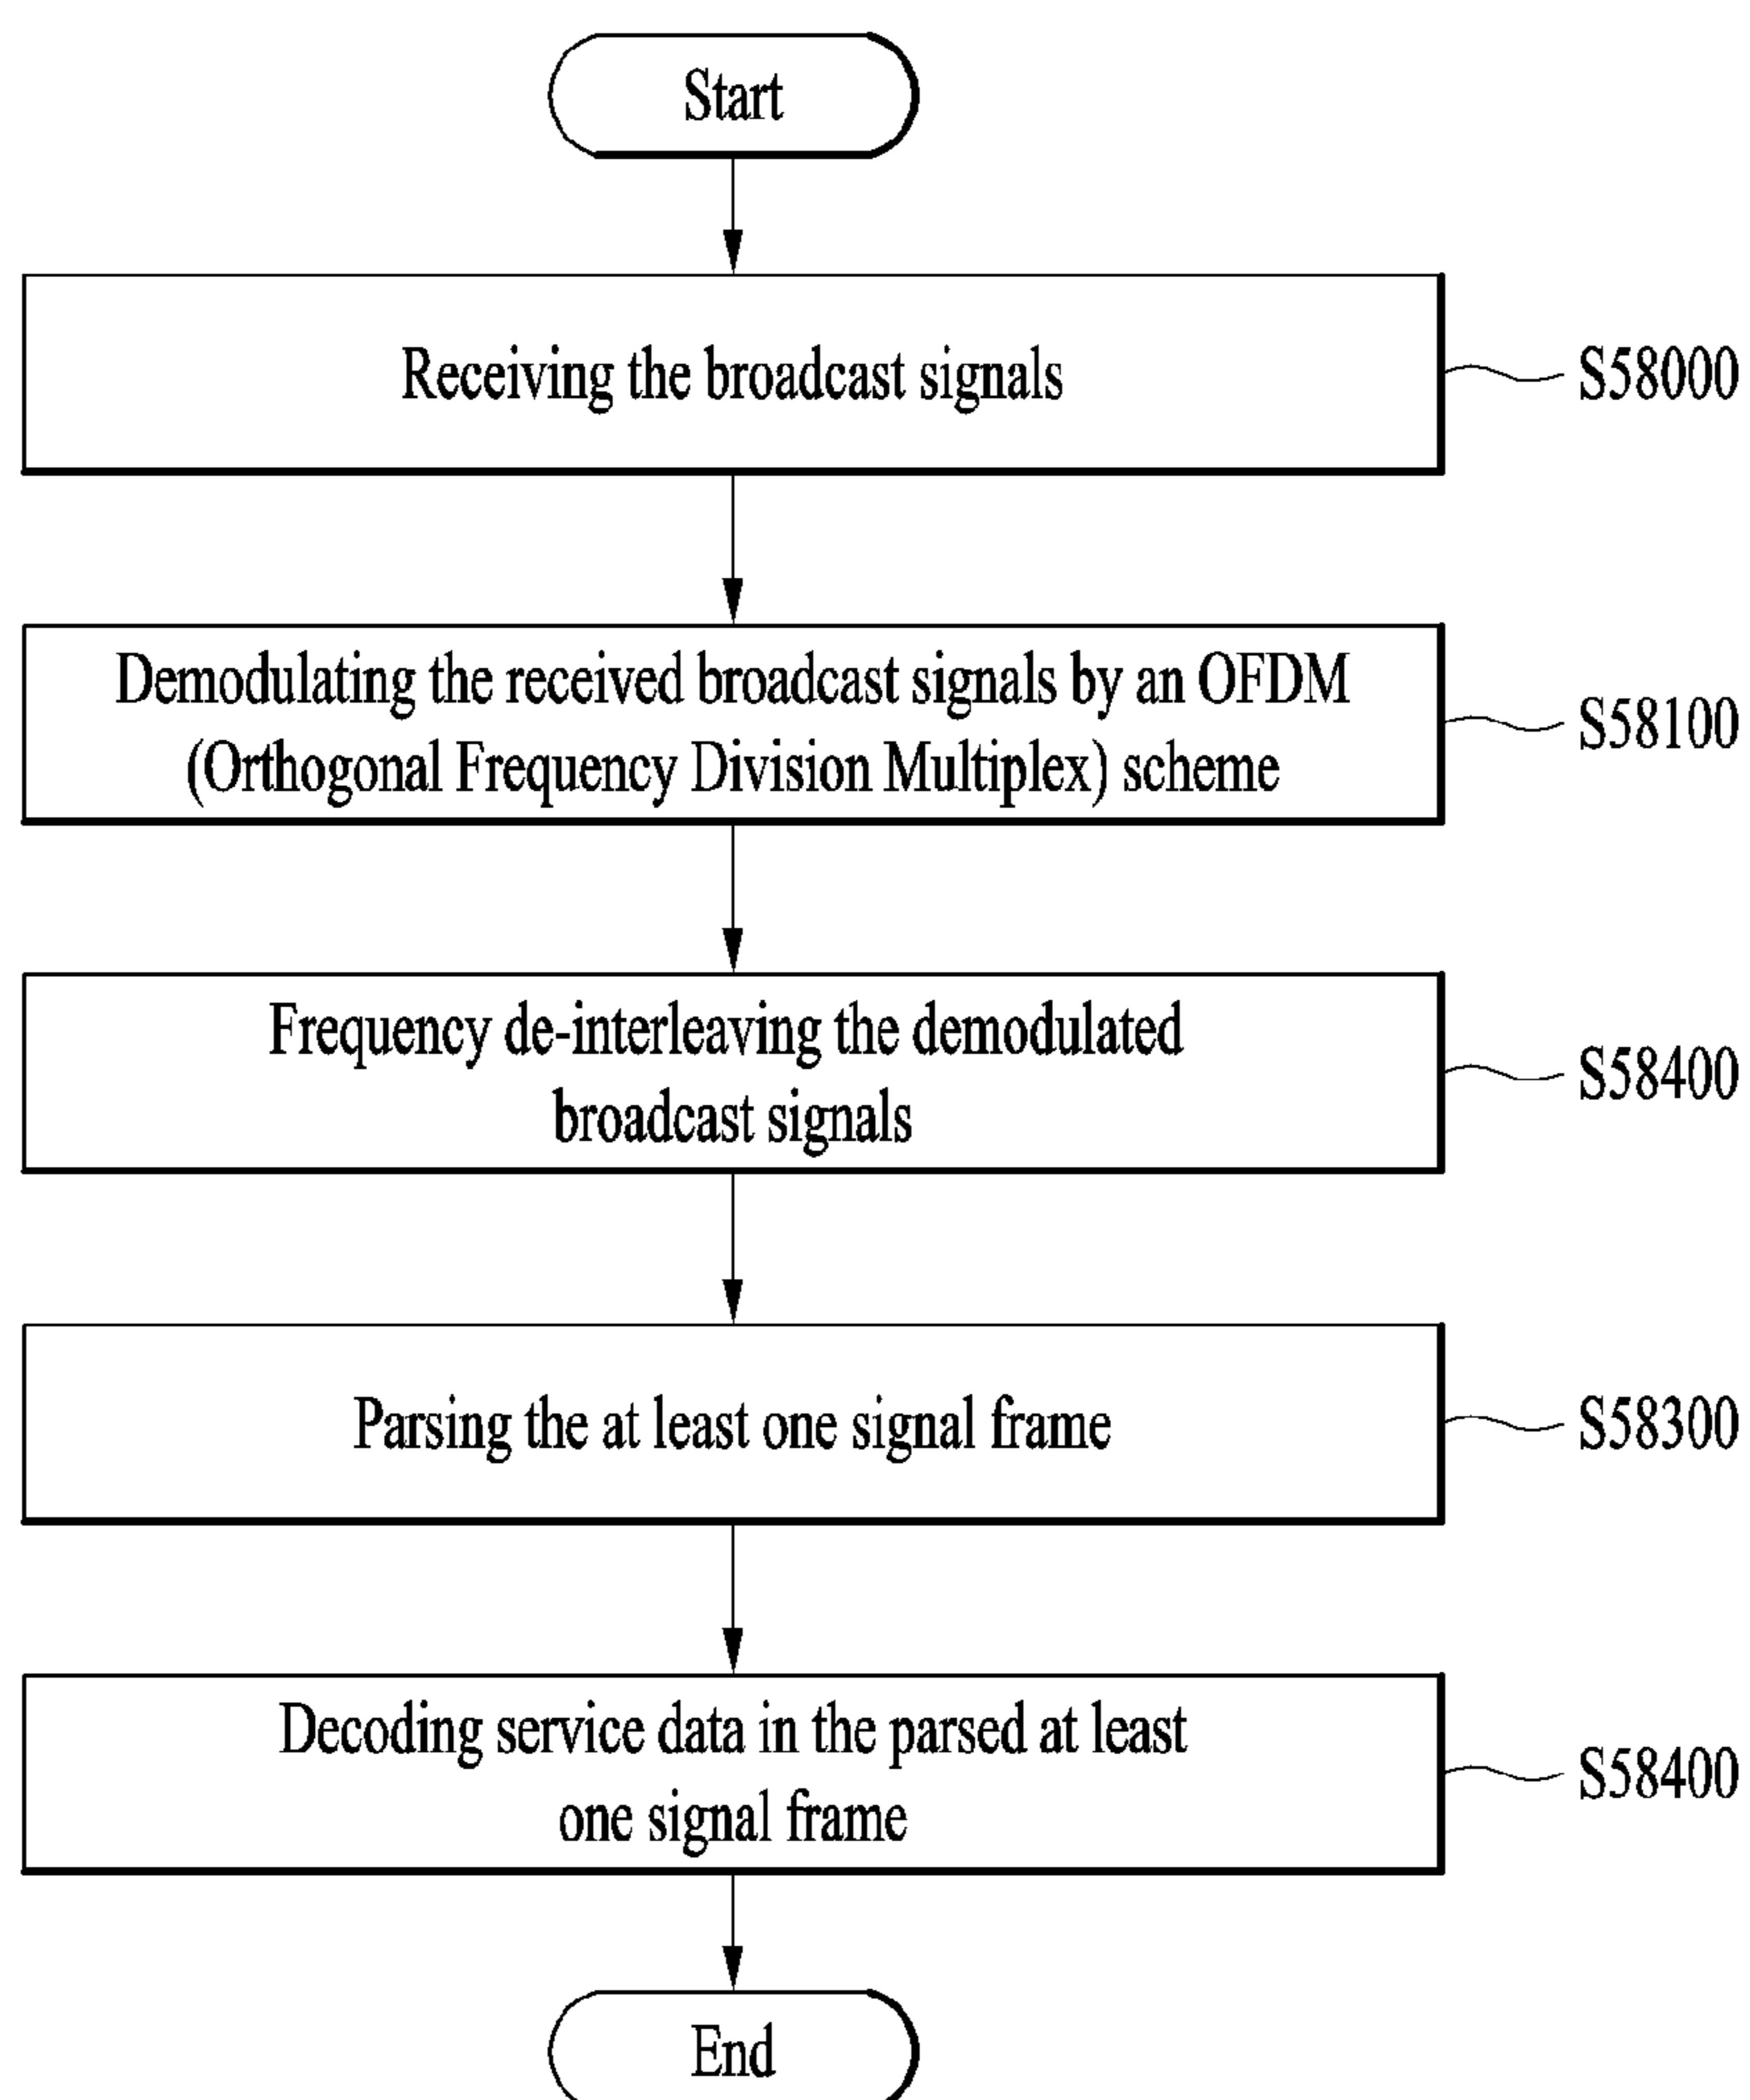 Start
Receiving the broadcast signals
S58000
Demodulating the received broadcast signals by an OFDM
(Orthogonal Frequency Division Multiplex) scheme
S58100
Frequency de-interleaving the demodulated
broadcast signals
S58400
Parsing the at least one signal frame
S58300
Decoding service data in the parsed at least
one signal frame
S58400
End